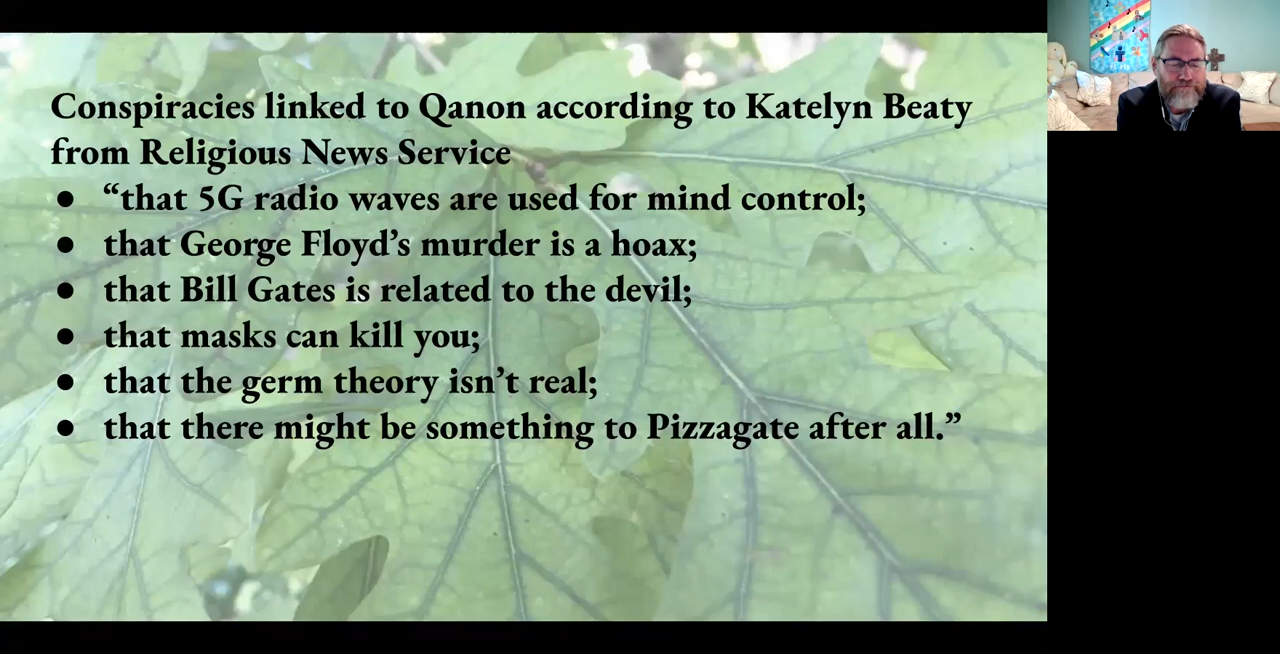 Conspiracies linked to Qanon according to Katelyn Beaty
from Religious News Service
● “that 5G radio waves are used for mind control;
● that George Floyd’s murder is a hoax;
● that Bill Gates is related to the devil;
● that masks can kill you;
● that the germ theory isn’t real;
● that there might be something to Pizzagate after all.”